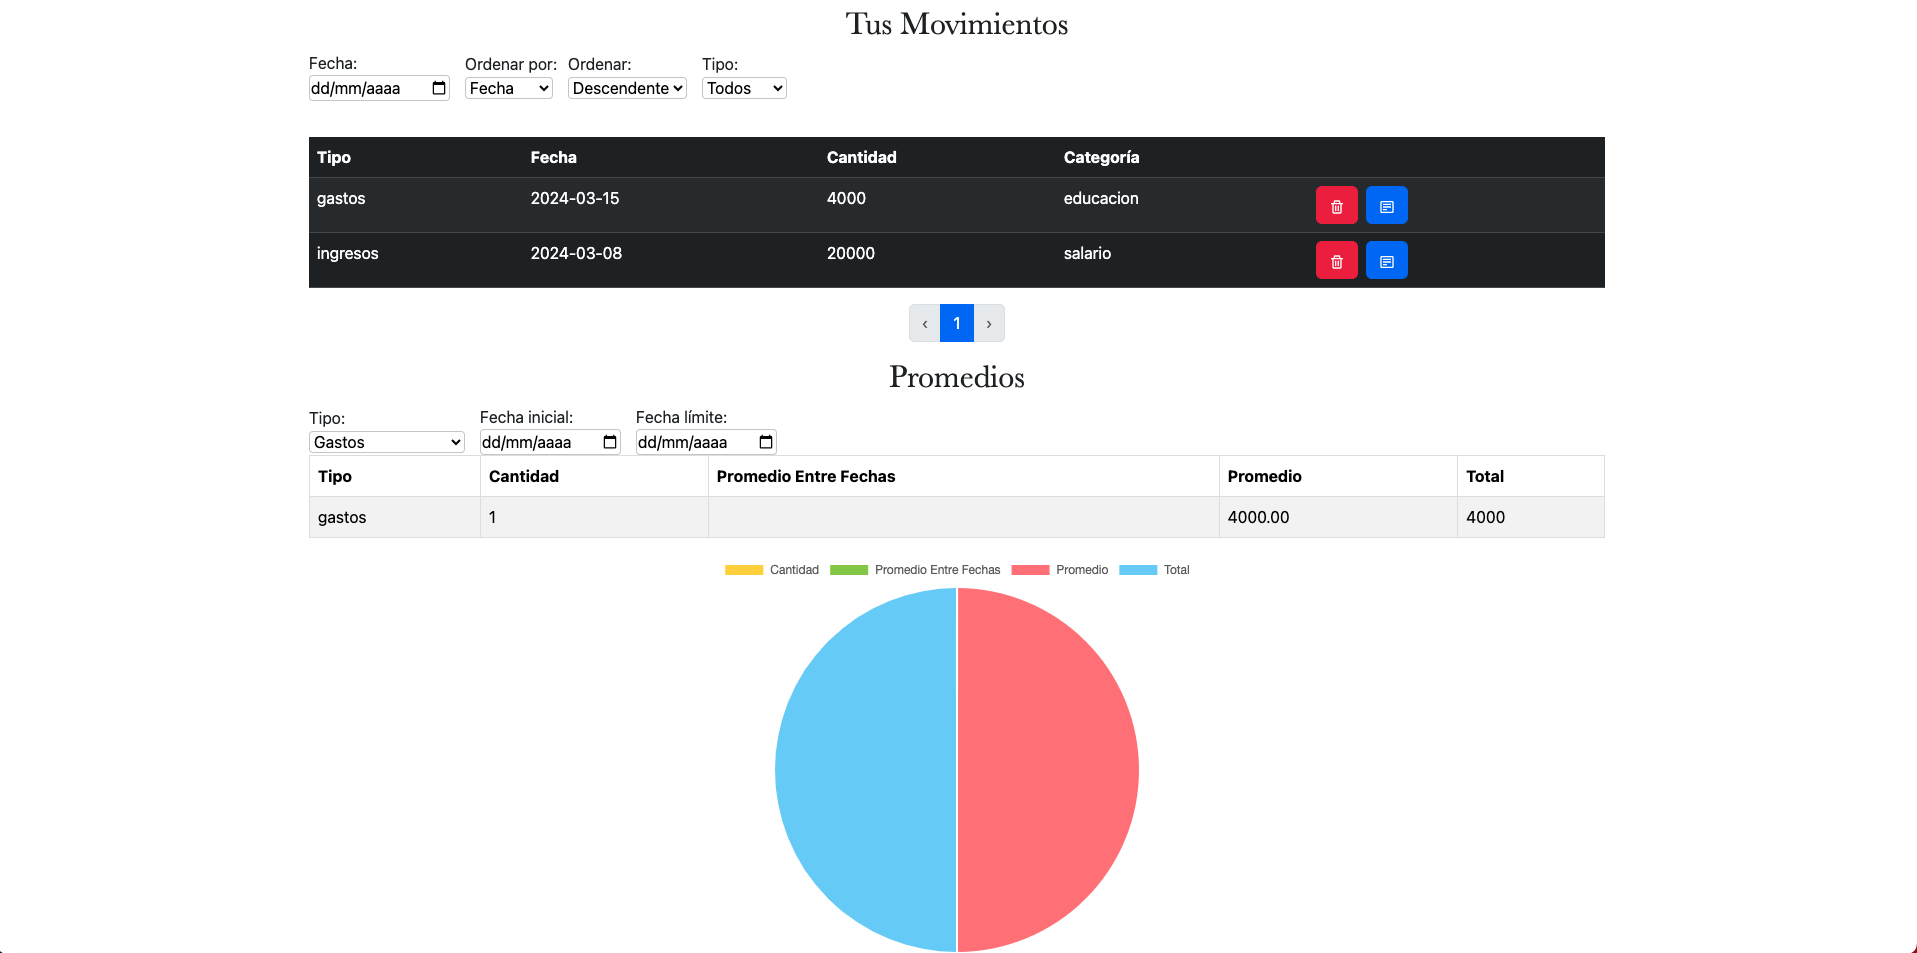 Tus Movimientos
Fecha: Ordenar por: Ordenar: Tipo:
dd/mm/aaaa Fecha Descendente Todos
Tipo Fecha Cantidad Categoría
gastos 2024-03-15 4000 educacion
ingresos 2024-03-08 20000 salario
‹ 1 ›
Promedios
Tipo: Fecha inicial: Fecha límite:
Gastos dd/mm/aaaa dd/mm/aaaa
Tipo Cantidad Promedio Entre Fechas Promedio Total
gastos 1 4000.00 4000
Cantidad Promedio Entre Fechas Promedio Total